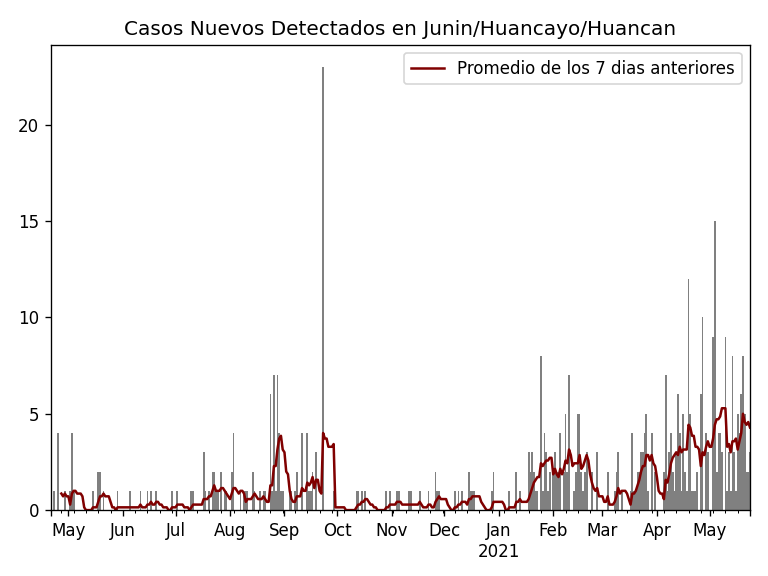 Casos Nuevos Detectados en Junin/Huancayo/Huancan
Promedio de los 7 dias anteriores
20
15
10
5
0
May Jun Jul Aug Sep Oct Nov Dec Jan Feb Mar Apr May
2021